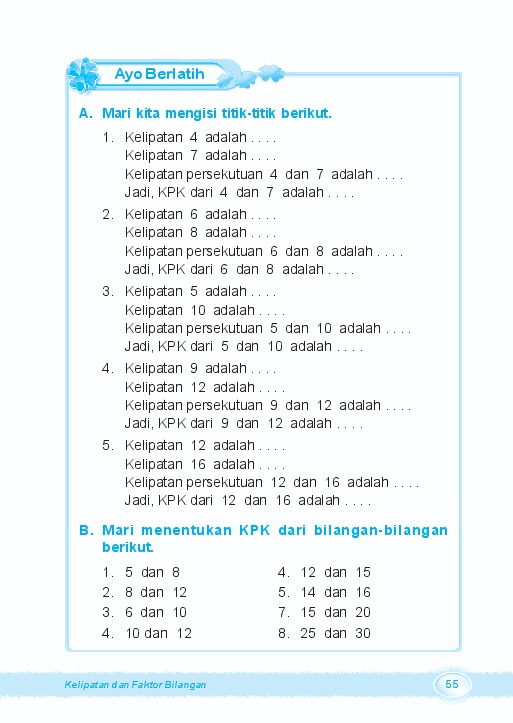 Ayo Berlatih
A. Mari kita mengisi titik-titik berikut.
1. Kelipatan 4 adalah . . . .
Kelipatan 7 adalah . . . .
Kelipatan persekutuan 4 dan 7 adalah . . . .
Jadi, KPK dari 4 dan 7 adalah . . . .
2. Kelipatan 6 adalah . . . .
Kelipatan 8 adalah . . . .
Kelipatan persekutuan 6 dan 8 adalah . . . .
Jadi, KPK dari 6 dan 8 adalah . . . .
3. Kelipatan 5 adalah . . . .
Kelipatan 10 adalah . . . .
Kelipatan persekutuan 5 dan 10 adalah . . . .
Jadi, KPK dari 5 dan 10 adalah . . . .
4. Kelipatan 9 adalah . . . .
Kelipatan 12 adalah . . . .
Kelipatan persekutuan 9 dan 12 adalah . . . .
Jadi, KPK dari 9 dan 12 adalah . . . .
5. Kelipatan 12 adalah . . . .
Kelipatan 16 adalah . . . .
Kelipatan persekutuan 12 dan 16 adalah . . . .
Jadi, KPK dari 12 dan 16 adalah . . . .
B. Mari menentukan KPK dari bilangan-bilangan
berikut.
1. 5 dan 8
2. 8 dan 12
3. 6 dan 10
4. 10 dan 12
4. 12 dan 15
5. 14 dan 16
7. 15 dan 20
8. 25 dan 30
Kelipatan dan Faktor Bilangan
55